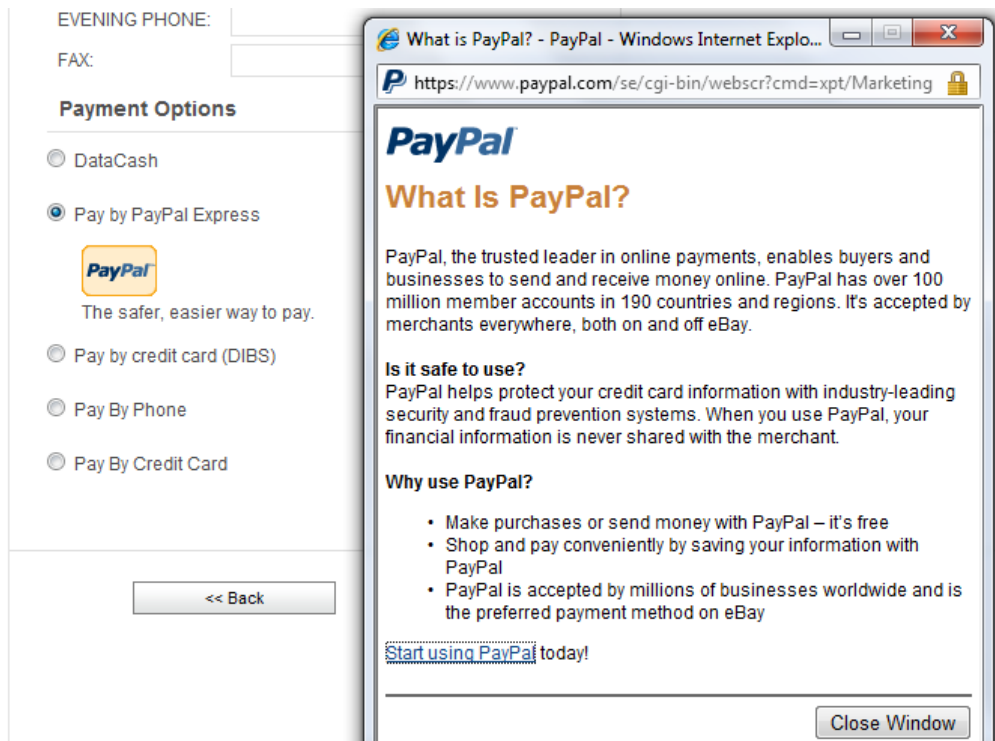 EVENING PHONE:
FAX:
Payment Options
DataCash
Pay by PayPal Express
PayPal
The safer, easier way to pay.
Pay by credit card (DIBS)
Pay By Phone
Pay By Credit Card
<< Back
What is PayPal? - PayPal - Windows Internet Explo...
https://www.paypal.com/se/cgi-bin/webscr?cmd=xpt/Marketing
PayPal
What Is PayPal?
PayPal, the trusted leader in online payments, enables buyers and
businesses to send and receive money online. PayPal has over 100
million member accounts in 190 countries and regions. It's accepted by
merchants everywhere, both on and off eBay.
Is it safe to use?
PayPal helps protect your credit card information with industry-leading
security and fraud prevention systems. When you use PayPal, your
financial information is never shared with the merchant.
Why use PayPal?
• Make purchases or send money with PayPal – it's free
• Shop and pay conveniently by saving your information with
PayPal
• PayPal is accepted by millions of businesses worldwide and is
the preferred payment method on eBay
Start using PayPal today!
Close Window